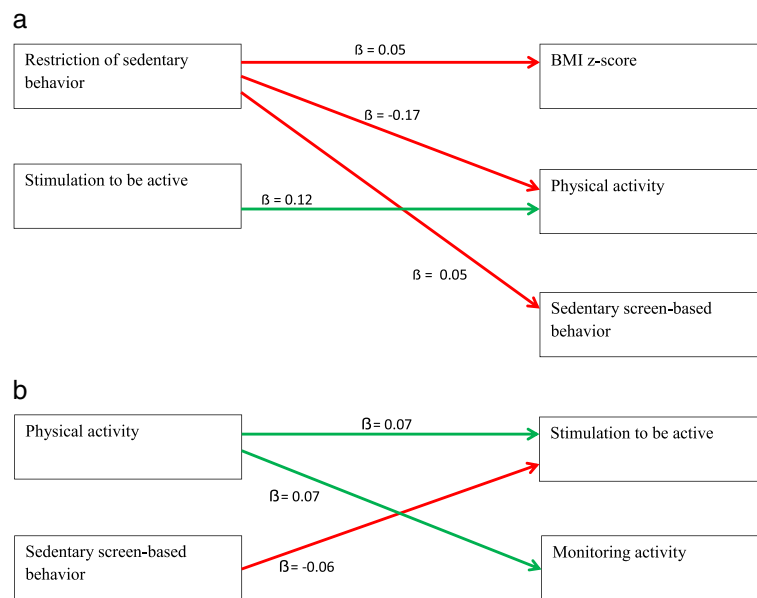 a
Restriction of sedentary
behavior
ß = 0.05
BMI z-score
ß = -0.17
Stimulation to be active
ß = 0.12
Physical activity
ß = 0.05
Sedentary screen-based
behavior
b
Physical activity
ß = 0.07
Stimulation to be active
ß = 0.07
Sedentary screen-based
behavior
ß = -0.06
Monitoring activity